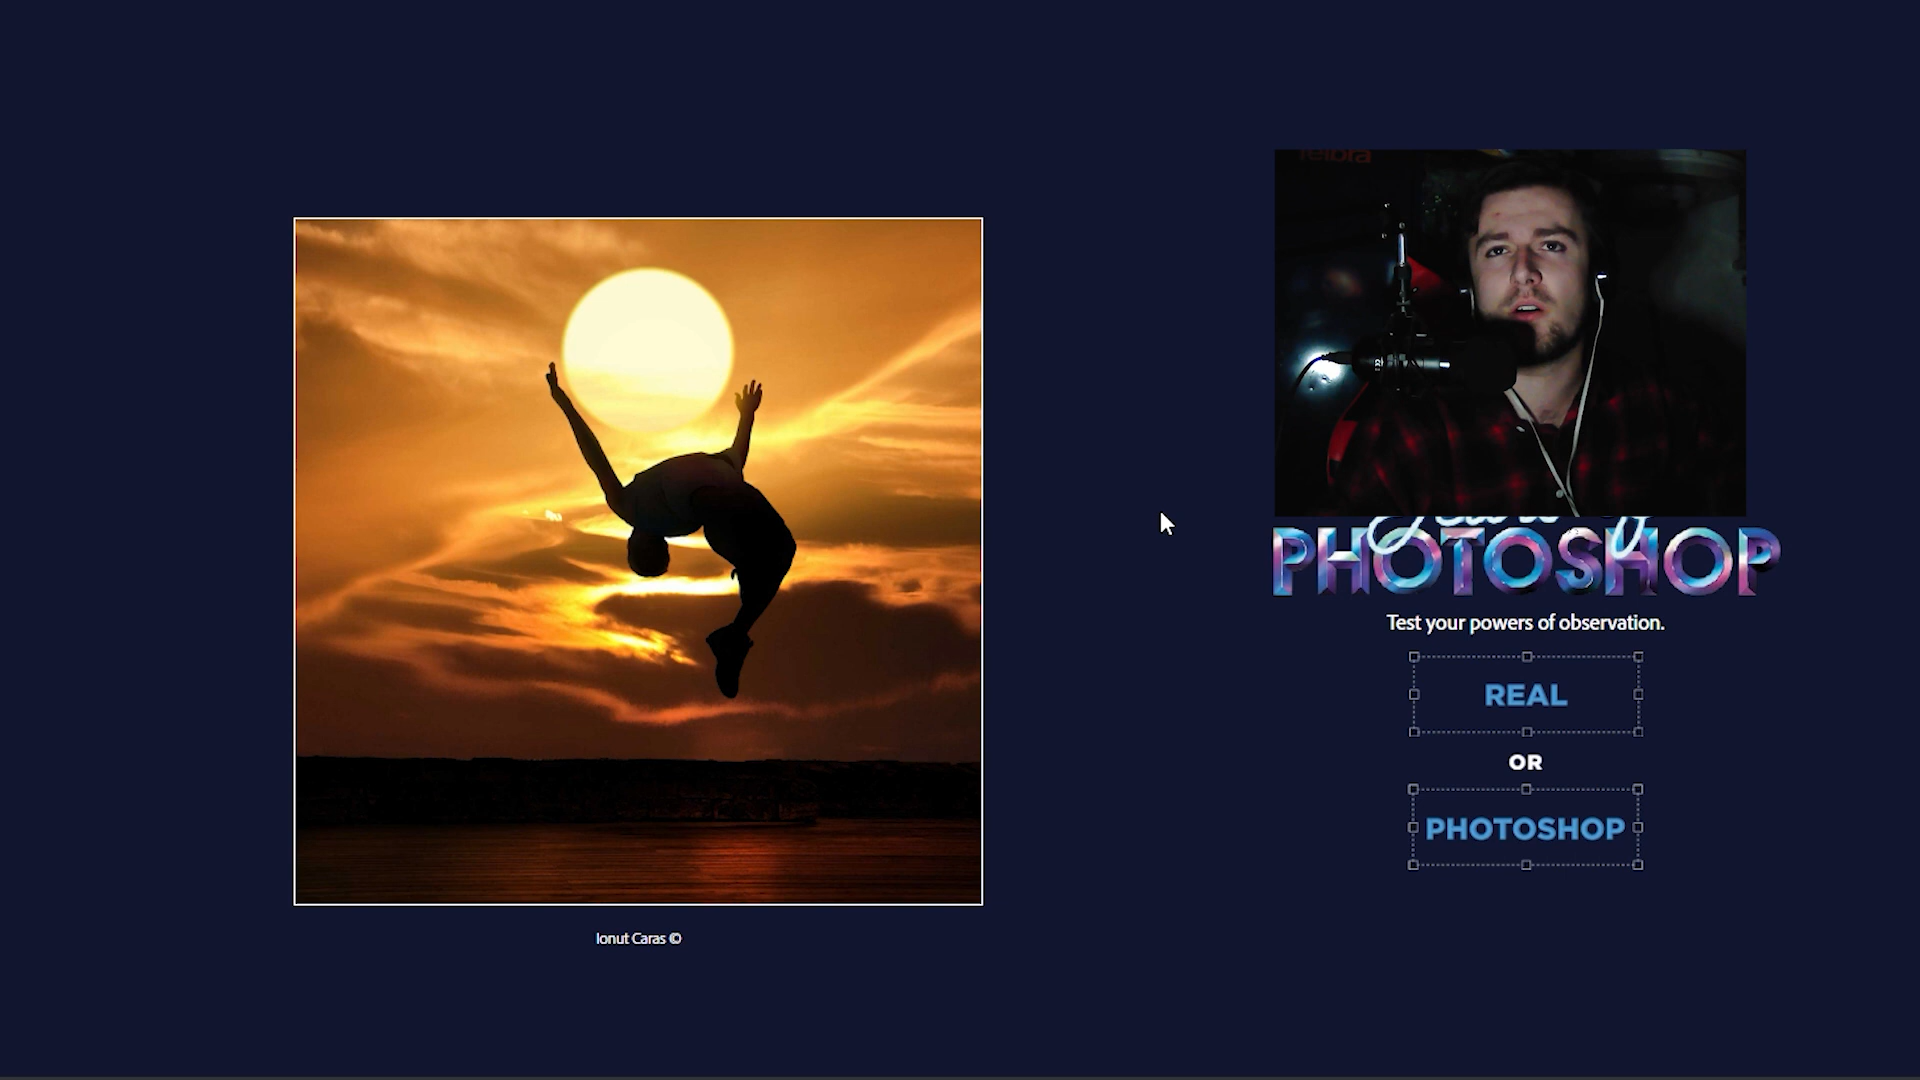 PHOTOSHOP
Test your powers of observation.
REAL
OR
PHOTOSHOP
Ionut Caras ©